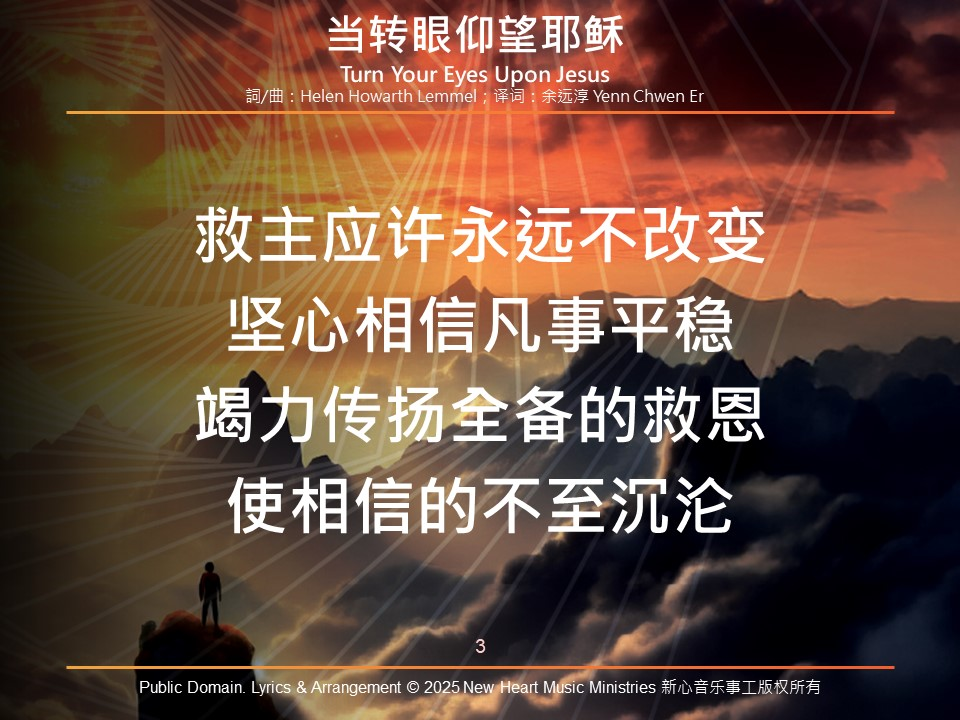 当转眼仰望耶稣
Turn Your Eyes Upon Jesus
詞/曲：Helen Howarth Lemmel；译词：余远淳 Yenn Chwen Er
救主应许永远不改变
坚心相信凡事平稳
竭力传扬全备的救恩
使相信的不至沉沦
3
Public Domain. Lyrics & Arrangement © 2025 New Heart Music Ministries 新心音乐事工版权所有